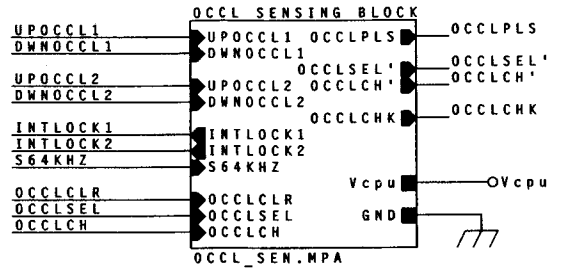 OCCL SENSING BLOCK
UPOCCL1 UPOCCL1 OCCLPLS OCCLPLS
DWNOCCL1 DWNOCCL1
OCCLSEL' OCCLSEL'
UPOCCL2 UPOCCL2 OCCLCH' OCCLCH'
DWNOCCL2 DWNOCCL2
OCCLCHK OCCLCHK
INTLOCK1 INTLOCK1
INTLOCK2 INTLOCK2
S64KHZ S64KHZ
Vcpu Vcpu
OCCLCLR OCCLCLR
OCCLSEL OCCLSEL GND
OCCLCH OCCLCH
OCCL_SEN.MPA